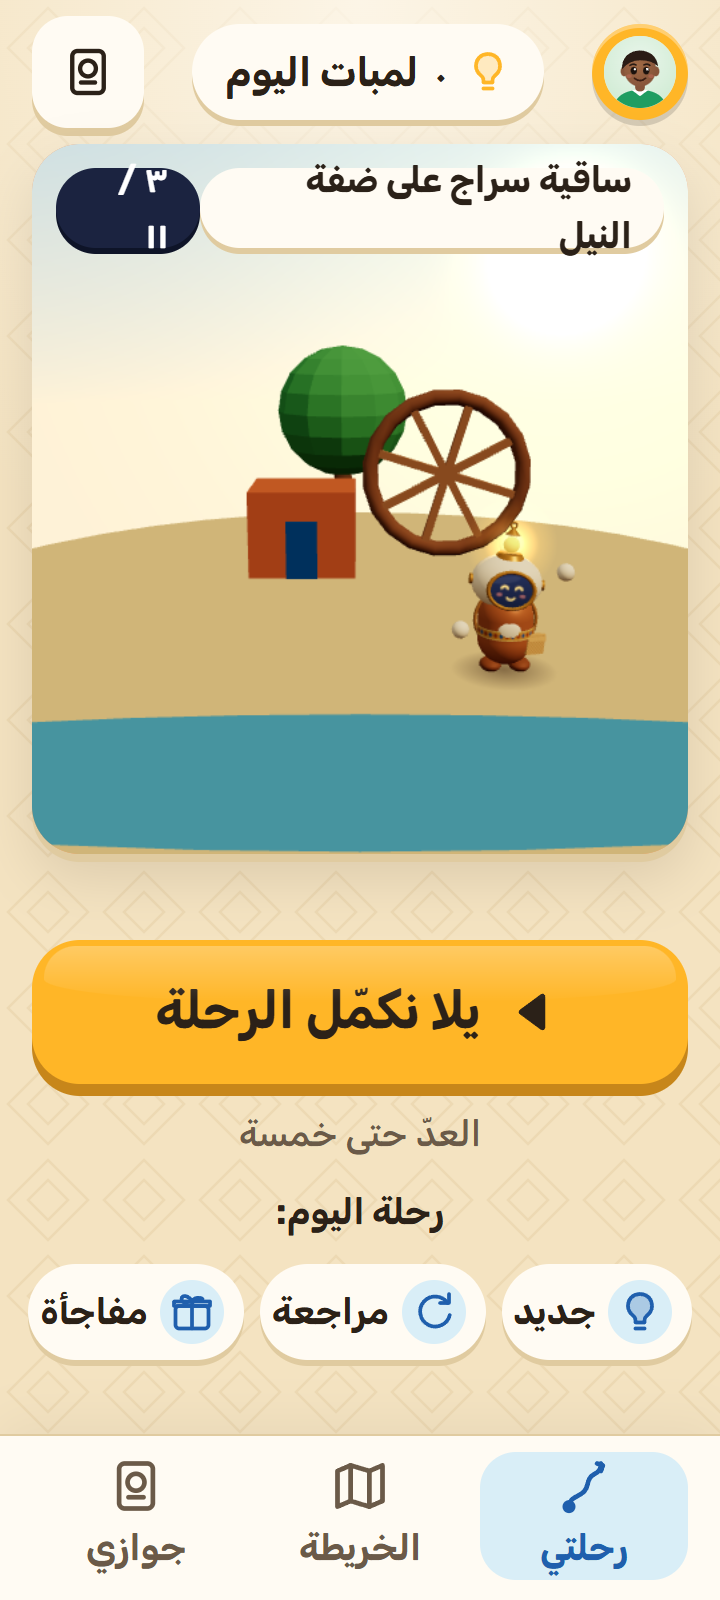 ٠ لمبات اليوم
ساقية سراج على ضفة
النيل
٣ /
١١
يلا نكمّل الرحلة
العدّ حتى خمسة
رحلة اليوم:
جديد
مراجعة
مفاجأة
رحلتي
الخريطة
جوازي